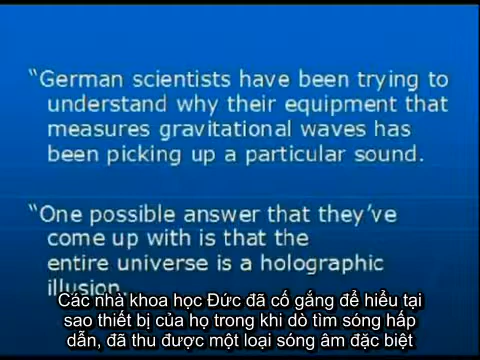 “German scientists have been trying to
understand why their equipment that
measures gravitational waves has
been picking up a particular sound.
“One possible answer that they’ve
come up with is that the
entire universe is a holographic
illusion.
Các nhà khoa học Đức đã cố gắng để hiểu tại
sao thiết bị của họ trong khi dò tìm sóng hấp
dẫn, đã thu được một loại sóng âm đặc biệt